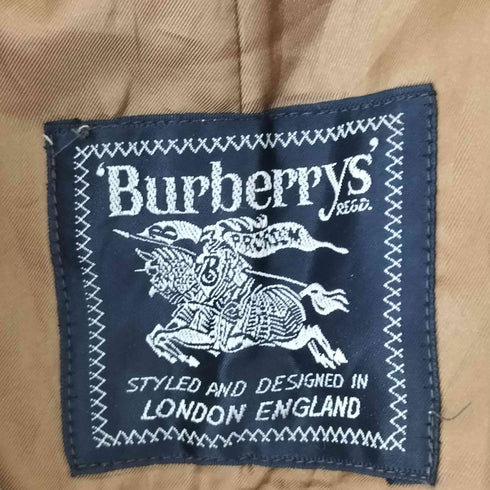 'Burberrys'
REGD.
PRORSUM
STYLED AND DESIGNED IN
LONDON ENGLAND